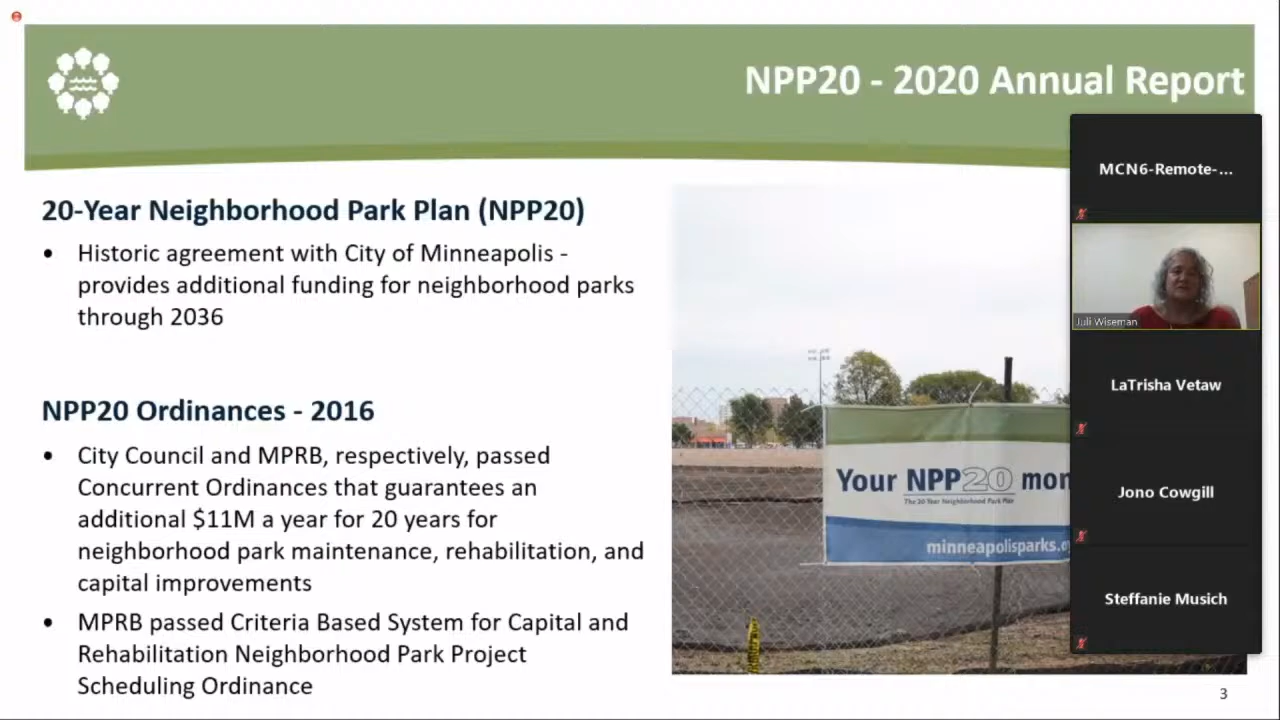 NPP20 - 2020 Annual Report
20-Year Neighborhood Park Plan (NPP20)
• Historic agreement with City of Minneapolis -
provides additional funding for neighborhood parks
through 2036
NPP20 Ordinances - 2016
• City Council and MPRB, respectively, passed
Concurrent Ordinances that guarantees an
additional $11M a year for 20 years for
neighborhood park maintenance, rehabilitation, and
capital improvements
• MPRB passed Criteria Based System for Capital and
Rehabilitation Neighborhood Park Project
Scheduling Ordinance
Your NPP20 mon
The 20 Year Neighborhood Park Plan
minneapolisparks.o
MCN6-Remote-...
Juli Wiseman
LaTrisha Vetaw
Jono Cowgill
Steffanie Musich
3